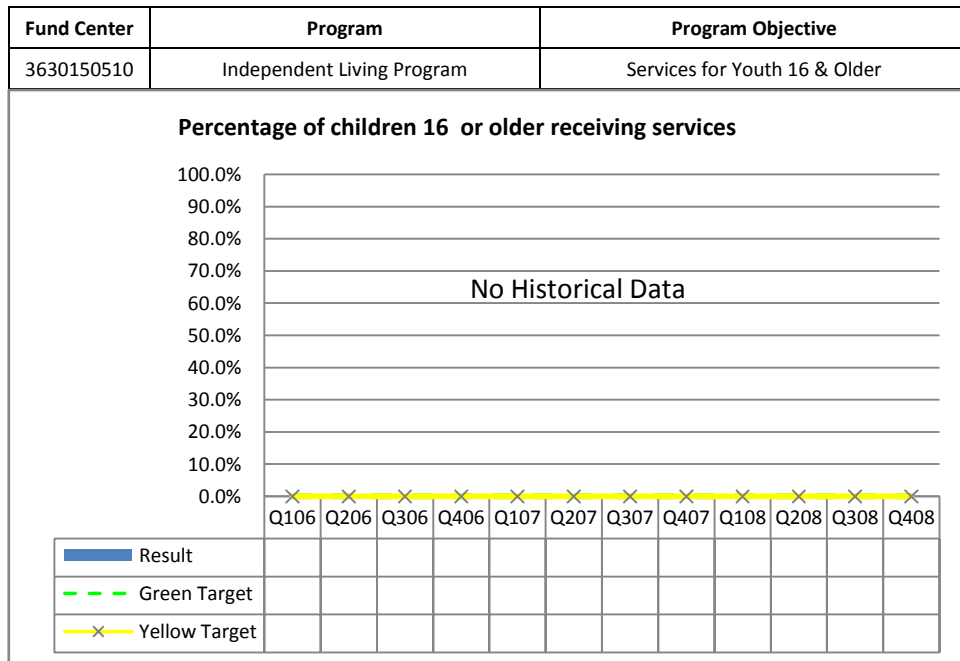 Fund Center Program Program Objective
3630150510 Independent Living Program Services for Youth 16 & Older
Percentage of children 16 or older receiving services
100.0%
90.0%
80.0%
70.0%
No Historical Data
60.0%
50.0%
40.0%
30.0%
20.0%
10.0%
0.0%
Q106 Q206 Q306 Q406 Q107 Q207 Q307 Q407 Q108 Q208 Q308 Q408
Result
Green Target
Yellow Target